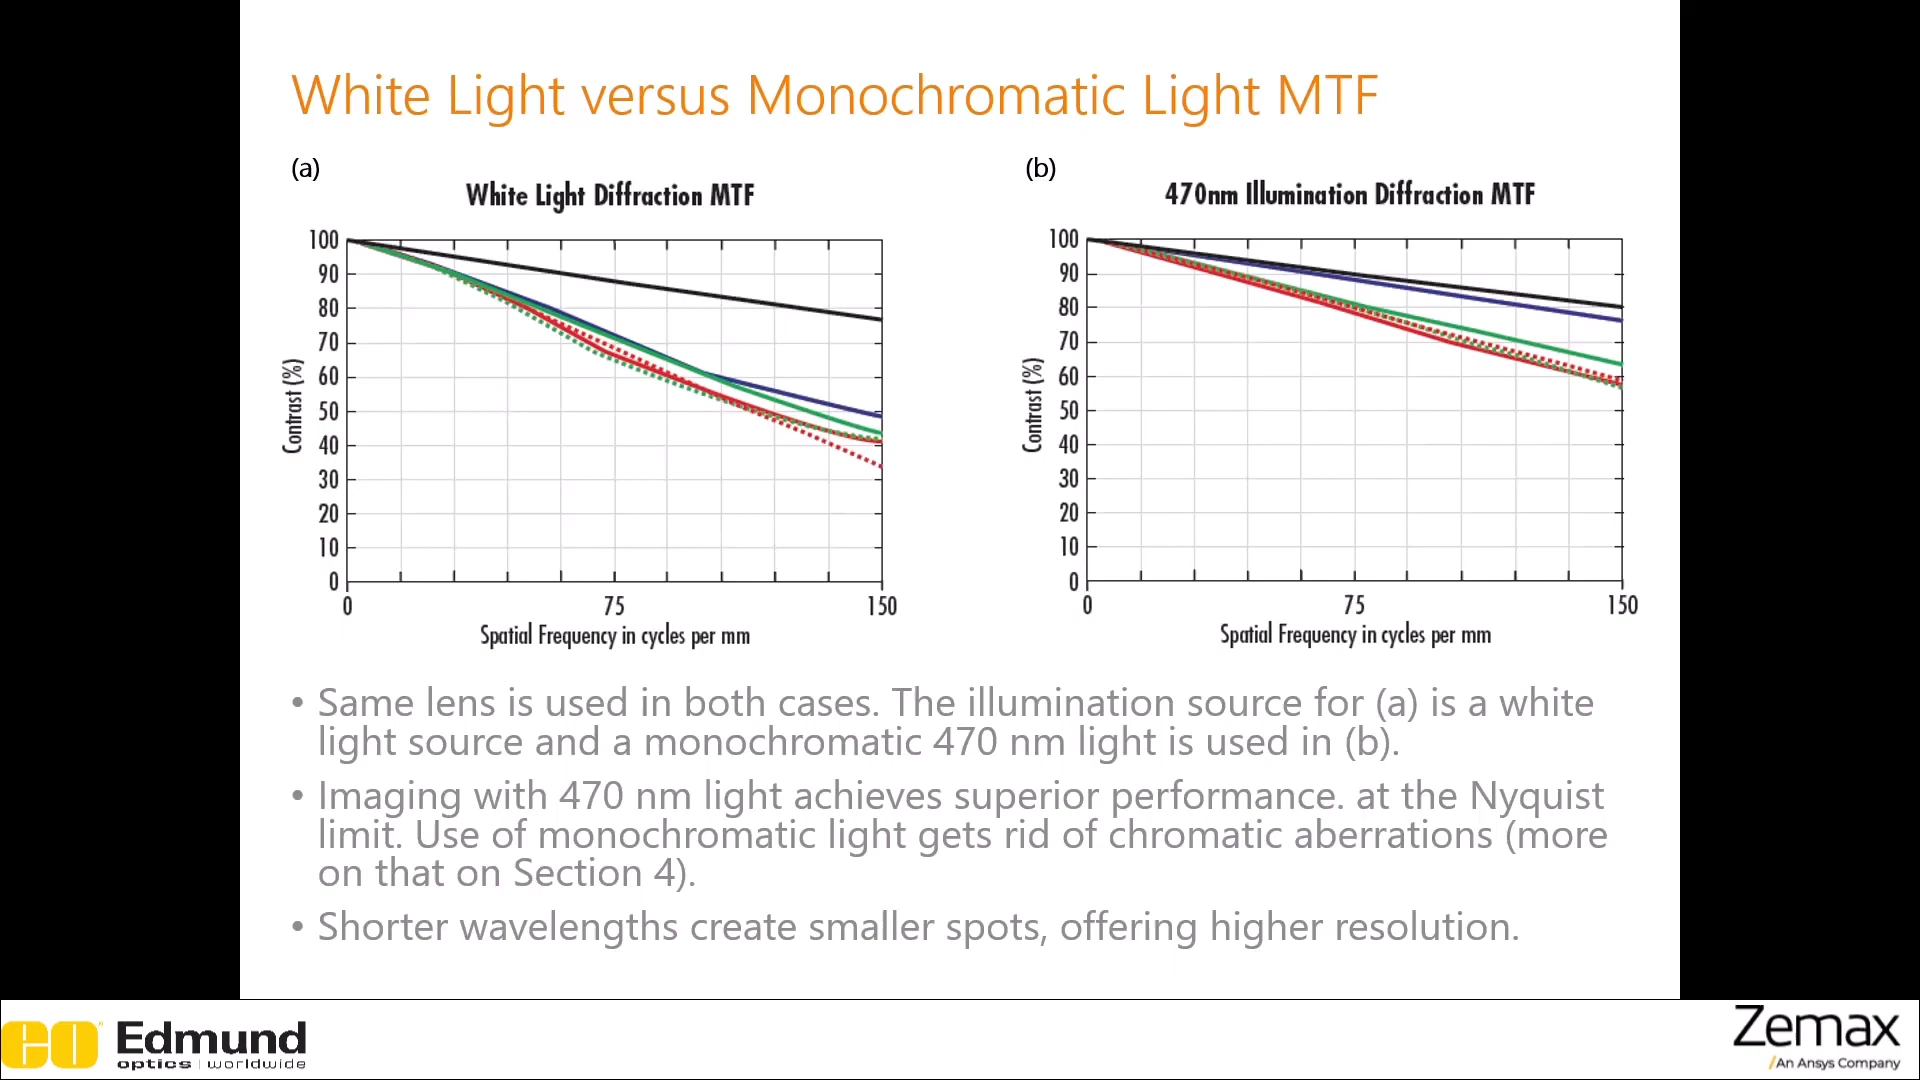 White Light versus Monochromatic Light MTF
(a)
White Light Diffraction MTF
100
90
80
70
60
50
40
30
20
10
0
Contrast (%)
0 75 150
Spatial Frequency in cycles per mm
(b)
470nm Illumination Diffraction MTF
100
90
80
70
60
50
40
30
20
10
0
Contrast (%)
0 75 150
Spatial Frequency in cycles per mm
• Same lens is used in both cases. The illumination source for (a) is a white
light source and a monochromatic 470 nm light is used in (b).
• Imaging with 470 nm light achieves superior performance. at the Nyquist
limit. Use of monochromatic light gets rid of chromatic aberrations (more
on that on Section 4).
• Shorter wavelengths create smaller spots, offering higher resolution.
EO Edmund
optics | worldwide
Zemax
An Ansys Company